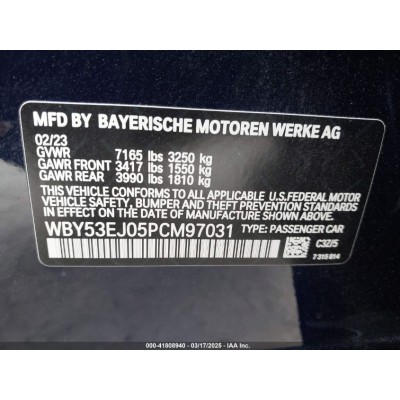 MFD BY BAYERISCHE MOTOREN WERKE AG
02/23
GVWR 7165 lbs 3250 kg
GAWR FRONT 3417 lbs 1550 kg
GAWR REAR 3990 lbs 1810 kg
THIS VEHICLE CONFORMS TO ALL APPLICABLE U.S.FEDERAL MOTOR
VEHICLE SAFETY, BUMPER, AND THEFT PREVENTION STANDARDS
IN EFFECT ON THE DATE OF MANUFACTURE SHOWN ABOVE.
WBY53EJ05PCM97031 TYPE: PASSENGER CAR
C3Z/5
7315814
000-41808940 - 03/17/2025 - IAA Inc.